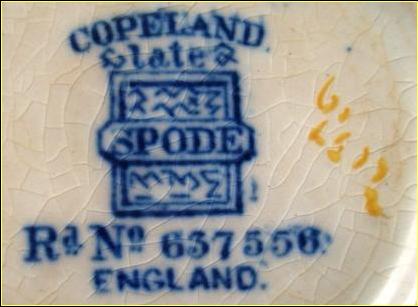 COPELAND
late
SPODE
Rd No 637556
ENGLAND.